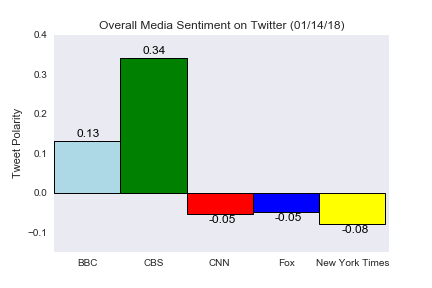 Overall Media Sentiment on Twitter (01/14/18)
Tweet Polarity
0.4
0.3
0.2
0.1
0.0
−0.1
0.13
0.34
-0.05
-0.05
-0.08
BBC
CBS
CNN
Fox
New York Times